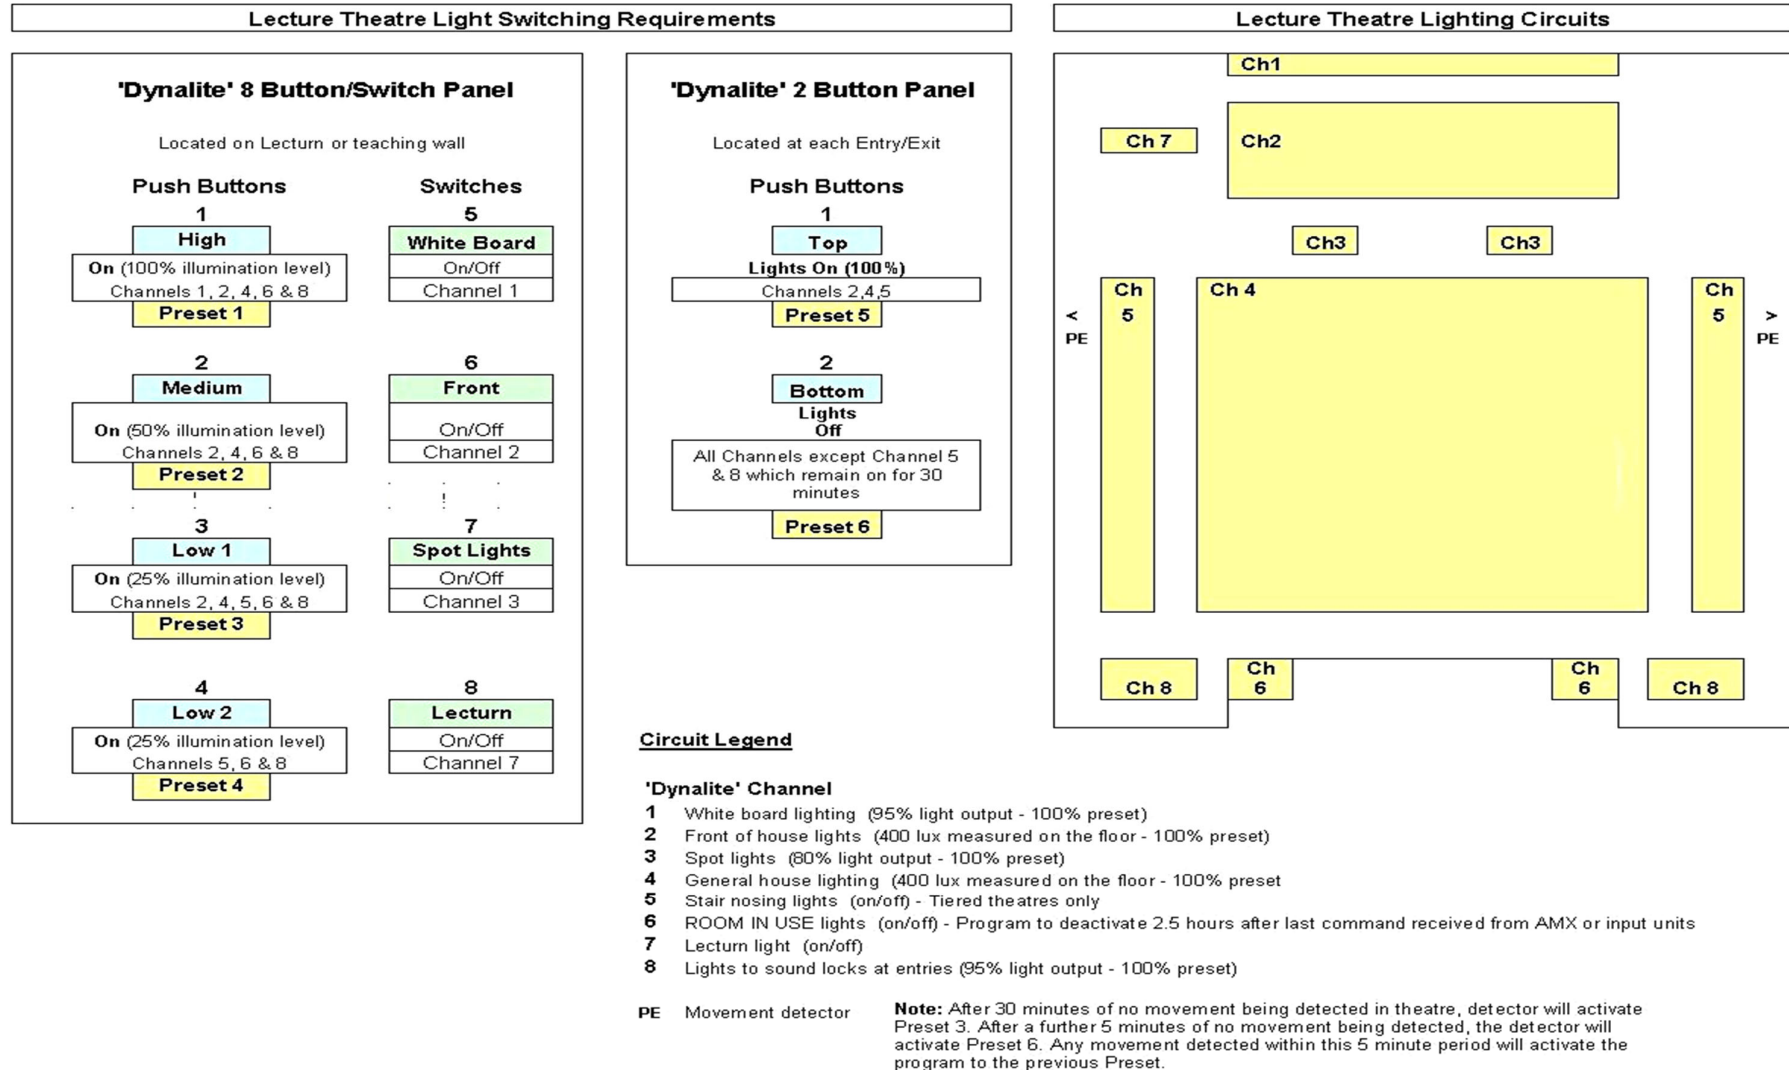 Lecture Theatre Light Switching Requirements
'Dynalite' 8 Button/Switch Panel
Located on Lecturn or teaching wall
Push Buttons
1
High
On (100% illumination level)
Channels 1, 2, 4, 6 & 8
Preset 1
2
Medium
On (50% illumination level)
Channels 2, 4, 6 & 8
Preset 2
3
Low 1
On (25% illumination level)
Channels 2, 4, 5, 6 & 8
Preset 3
4
Low 2
On (25% illumination level)
Channels 5, 6 & 8
Preset 4
Switches
5
White Board
On/Off
Channel 1
6
Front
On/Off
Channel 2
7
Spot Lights
On/Off
Channel 3
8
Lecturn
On/Off
Channel 7
'Dynalite' 2 Button Panel
Located at each Entry/Exit
Push Buttons
1
Top
Lights On (100%)
Channels 2,4,5
Preset 5
2
Bottom
Lights
Off
All Channels except Channel 5
& 8 which remain on for 30
minutes
Preset 6
Lecture Theatre Lighting Circuits
Ch1
Ch 7
Ch2
Ch3
Ch3
<
PE
Ch
5
Ch 4
Ch
5
>
PE
Ch 8
Ch
6
Ch
6
Ch 8
Circuit Legend
'Dynalite' Channel
1 White board lighting (95% light output - 100% preset)
2 Front of house lights (400 lux measured on the floor - 100% preset)
3 Spot lights (80% light output - 100% preset)
4 General house lighting (400 lux measured on the floor - 100% preset
5 Stair nosing lights (on/off) - Tiered theatres only
6 ROOM IN USE lights (on/off) - Program to deactivate 2.5 hours after last command received from AMX or input units
7 Lecturn light (on/off)
8 Lights to sound locks at entries (95% light output - 100% preset)
PE Movement detector
Note: After 30 minutes of no movement being detected in theatre, detector will activate
Preset 3. After a further 5 minutes of no movement being detected, the detector will
activate Preset 6. Any movement detected within this 5 minute period will activate the
program to the previous Preset.